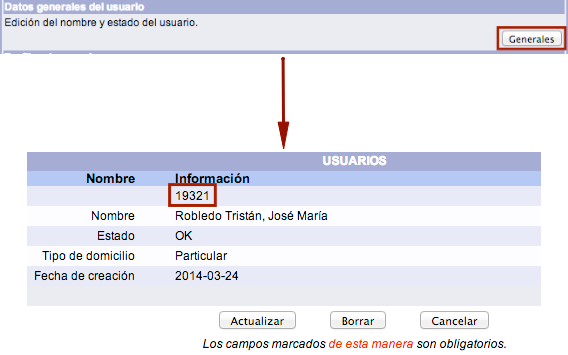 Datos generales del usuario
Edición del nombre y estado del usuario.
Generales
USUARIOS
Nombre Información
19321
Nombre Robledo Tristán, José María
Estado OK
Tipo de domicilio Particular
Fecha de creación 2014-03-24
Actualizar Borrar Cancelar
Los campos marcados de esta manera son obligatorios.